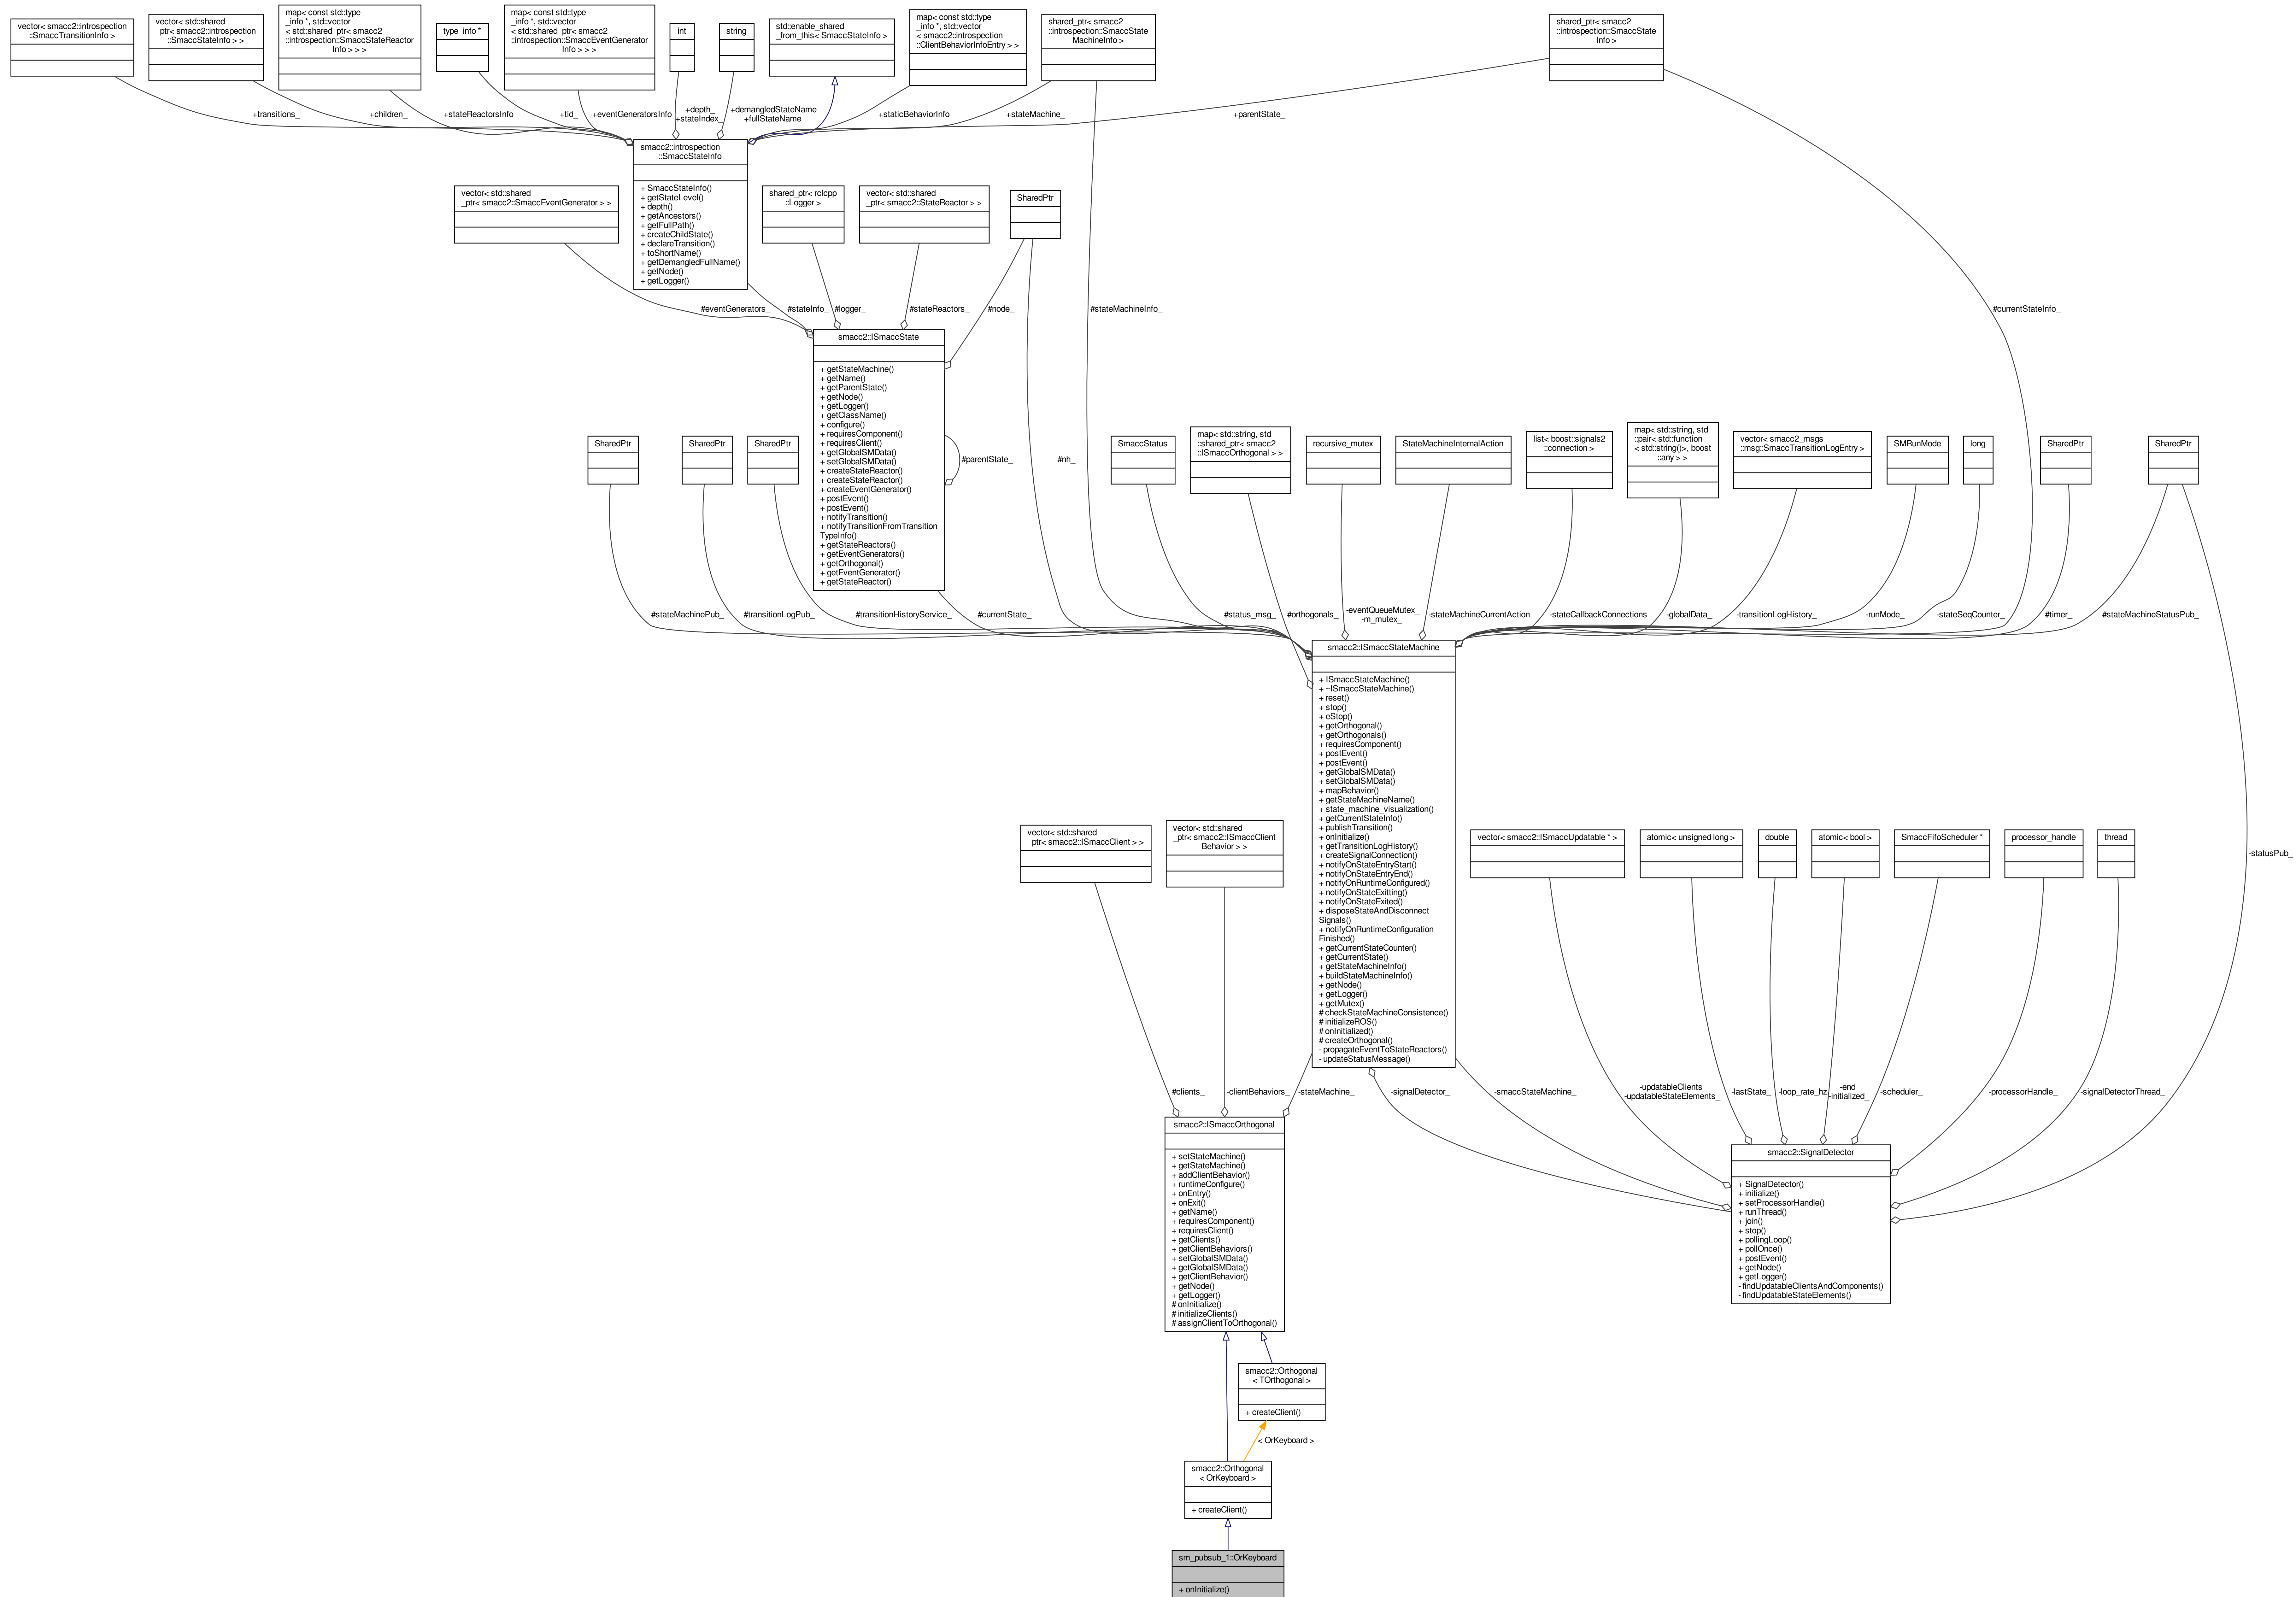 vector< smacc2::introspection
::SmaccTransitionInfo >
vector< std::shared
_ptr< smacc2::introspection
::SmaccStateInfo > >
map< const std::type
_info *, std::vector
< std::shared_ptr< smacc2
::introspection::SmaccStateReactor
Info > > >
type_info *
map< const std::type
_info *, std::vector
< std::shared_ptr< smacc2
::introspection::SmaccEventGenerator
Info > > >
int
string
std::enable_shared
_from_this< SmaccStateInfo >
map< const std::type
_info *, std::vector
< smacc2::introspection
::ClientBehaviorInfoEntry > >
shared_ptr< smacc2
::introspection::SmaccState
MachineInfo >
shared_ptr< smacc2
::introspection::SmaccState
Info >
+transitions_
+children_
+stateReactorsInfo
+tid_
+eventGeneratorsInfo
+depth_
+stateIndex_
+demangledStateName
+fullStateName
+staticBehaviorInfo
+stateMachine_
+parentState_
smacc2::introspection
::SmaccStateInfo
+ SmaccStateInfo()
+ getStateLevel()
+ depth()
+ getAncestors()
+ getFullPath()
+ createChildState()
+ declareTransition()
+ toShortName()
+ getDemangledFullName()
+ getNode()
+ getLogger()
vector< std::shared
_ptr< smacc2::SmaccEventGenerator > >
shared_ptr< rclcpp
::Logger >
vector< std::shared
_ptr< smacc2::StateReactor > >
SharedPtr
#eventGenerators_
#stateInfo_
#logger_
#stateReactors_
#node_
#stateMachineInfo_
#currentStateInfo_
smacc2::ISmaccState
+ getStateMachine()
+ getName()
+ getParentState()
+ getNode()
+ getLogger()
+ getClassName()
+ configure()
+ requiresComponent()
+ requiresClient()
+ getGlobalSMData()
+ setGlobalSMData()
+ createStateReactor()
+ createStateReactor()
+ createEventGenerator()
+ postEvent()
+ postEvent()
+ notifyTransition()
+ notifyTransitionFromTransition
TypeInfo()
+ getStateReactors()
+ getEventGenerators()
+ getOrthogonal()
+ getEventGenerator()
+ getStateReactor()
#parentState_
#nh_
SharedPtr
SharedPtr
SharedPtr
SmaccStatus
map< std::string, std
::shared_ptr< smacc2
::ISmaccOrthogonal > >
recursive_mutex
StateMachineInternalAction
list< boost::signals2
::connection >
map< std::string, std
::pair< std::function
< std::string()>, boost
::any > >
vector< smacc2_msgs
::msg::SmaccTransitionLogEntry >
SMRunMode
long
SharedPtr
SharedPtr
#stateMachinePub_
#transitionLogPub_
#transitionHistoryService_
#currentState_
#status_msg_
#orthogonals_
-eventQueueMutex_
-m_mutex_
-stateMachineCurrentAction
-stateCallbackConnections
-globalData_
-transitionLogHistory_
-runMode_
-stateSeqCounter_
#timer_
#stateMachineStatusPub_
smacc2::ISmaccStateMachine
+ ISmaccStateMachine()
+ ~ISmaccStateMachine()
+ reset()
+ stop()
+ eStop()
+ getOrthogonal()
+ getOrthogonals()
+ requiresComponent()
+ postEvent()
+ postEvent()
+ getGlobalSMData()
+ setGlobalSMData()
+ mapBehavior()
+ getStateMachineName()
+ state_machine_visualization()
+ getCurrentStateInfo()
+ publishTransition()
+ onInitialize()
+ getTransitionLogHistory()
+ createSignalConnection()
+ notifyOnStateEntryStart()
+ notifyOnStateEntryEnd()
+ notifyOnRuntimeConfigured()
+ notifyOnStateExitting()
+ notifyOnStateExited()
+ disposeStateAndDisconnect
Signals()
+ notifyOnRuntimeConfiguration
Finished()
+ getCurrentStateCounter()
+ getCurrentState()
+ getStateMachineInfo()
+ buildStateMachineInfo()
+ getNode()
+ getLogger()
+ getMutex()
# checkStateMachineConsistence()
# initializeROS()
# onInitialized()
# createOrthogonal()
- propagateEventToStateReactors()
- updateStatusMessage()
vector< std::shared
_ptr< smacc2::ISmaccClient > >
vector< std::shared
_ptr< smacc2::ISmaccClient
Behavior > >
vector< smacc2::ISmaccUpdatable * >
atomic< unsigned long >
double
atomic< bool >
SmaccFifoScheduler *
processor_handle
thread
-statusPub_
#clients_
-clientBehaviors_
-stateMachine_
-signalDetector_
-smaccStateMachine_
-updatableClients_
-updatableStateElements_
-lastState_
-loop_rate_hz
-end_
-initialized_
-scheduler_
-processorHandle_
-signalDetectorThread_
smacc2::ISmaccOrthogonal
+ setStateMachine()
+ getStateMachine()
+ addClientBehavior()
+ runtimeConfigure()
+ onEntry()
+ onExit()
+ getName()
+ requiresComponent()
+ requiresClient()
+ getClients()
+ getClientBehaviors()
+ setGlobalSMData()
+ getGlobalSMData()
+ getClientBehavior()
+ getNode()
+ getLogger()
# onInitialize()
# initializeClients()
# assignClientToOrthogonal()
smacc2::SignalDetector
+ SignalDetector()
+ initialize()
+ setProcessorHandle()
+ runThread()
+ join()
+ stop()
+ pollingLoop()
+ pollOnce()
+ postEvent()
+ getNode()
+ getLogger()
- findUpdatableClientsAndComponents()
- findUpdatableStateElements()
smacc2::Orthogonal
< TOrthogonal >
+ createClient()
< OrKeyboard >
smacc2::Orthogonal
< OrKeyboard >
+ createClient()
sm_pubsub_1::OrKeyboard
+ onInitialize()